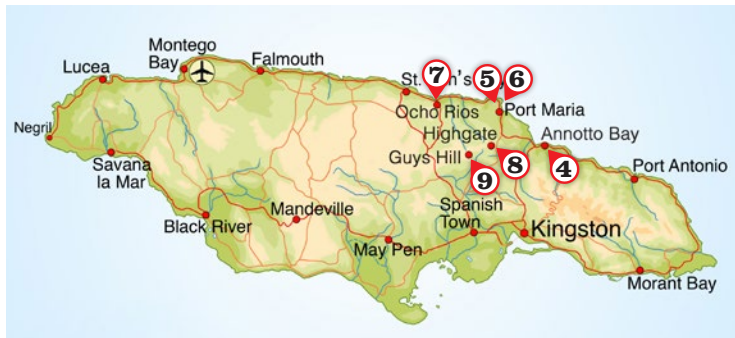 Montego
Bay
Falmouth
Lucea
St.
n's
7
5
6
Ocho Rios
Port Maria
Negril
Highgate
Annotto Bay
Guys Hill
8
4
9
Savana
la Mar
Port Antonio
Spanish
Town
Mandeville
Black River
Kingston
May Pen
Morant Bay